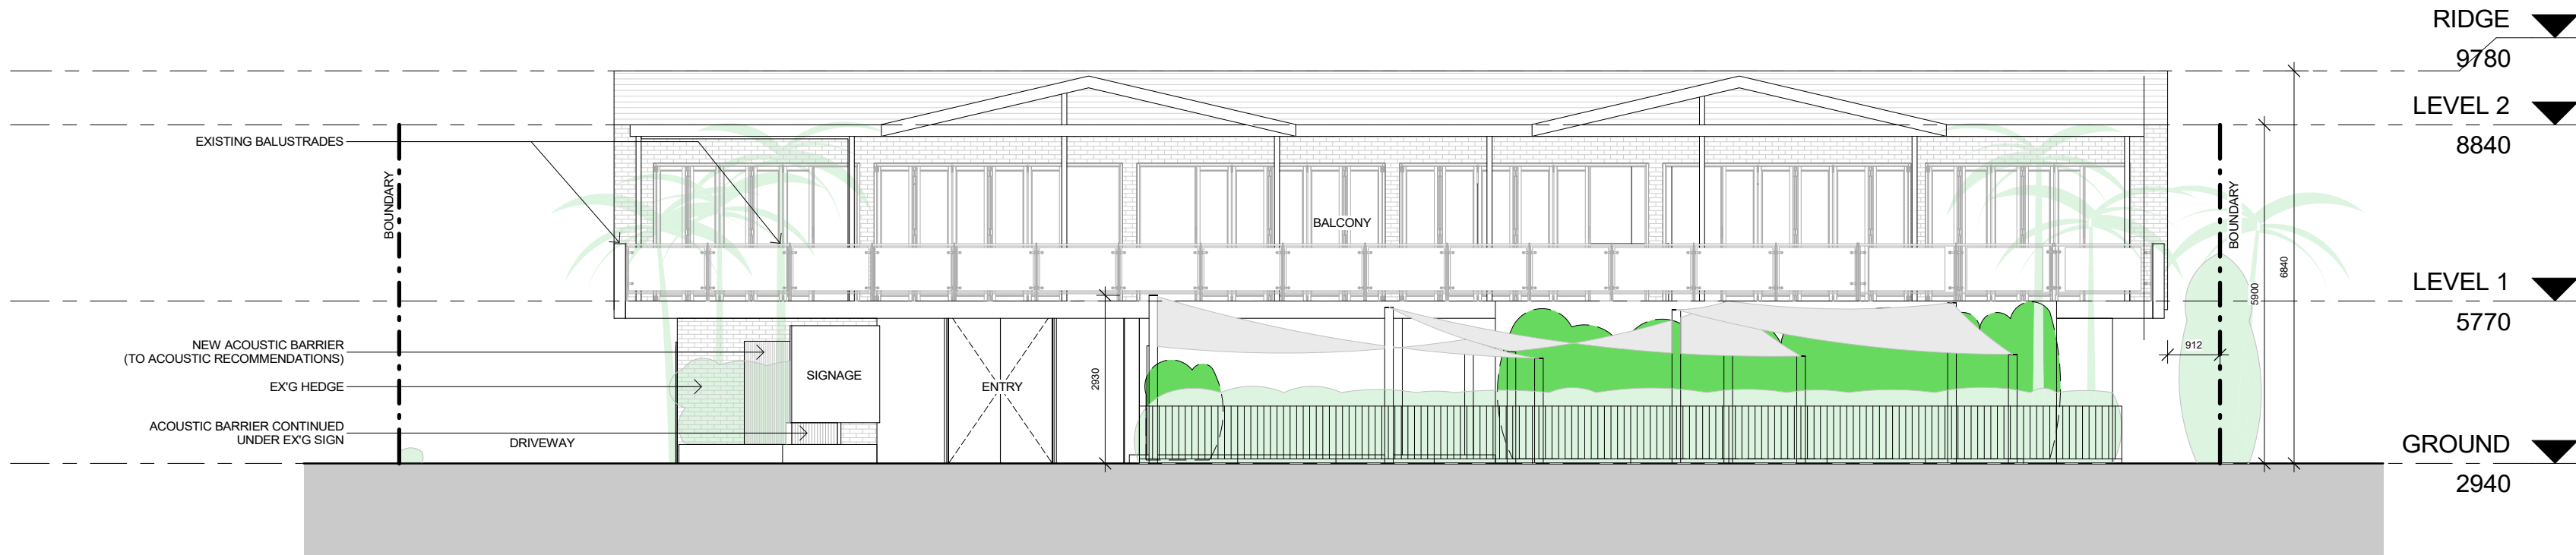 RIDGE
9780
LEVEL 2
8840
EXISTING BALUSTRADES
BOUNDARY
BALCONY
BOUNDARY
6840
5900
LEVEL 1
5770
NEW ACOUSTIC BARRIER
(TO ACOUSTIC RECOMMENDATIONS)
912
SIGNAGE
EX'G HEDGE
ENTRY
2930
ACOUSTIC BARRIER CONTINUED
UNDER EX'G SIGN
DRIVEWAY
GROUND
2940